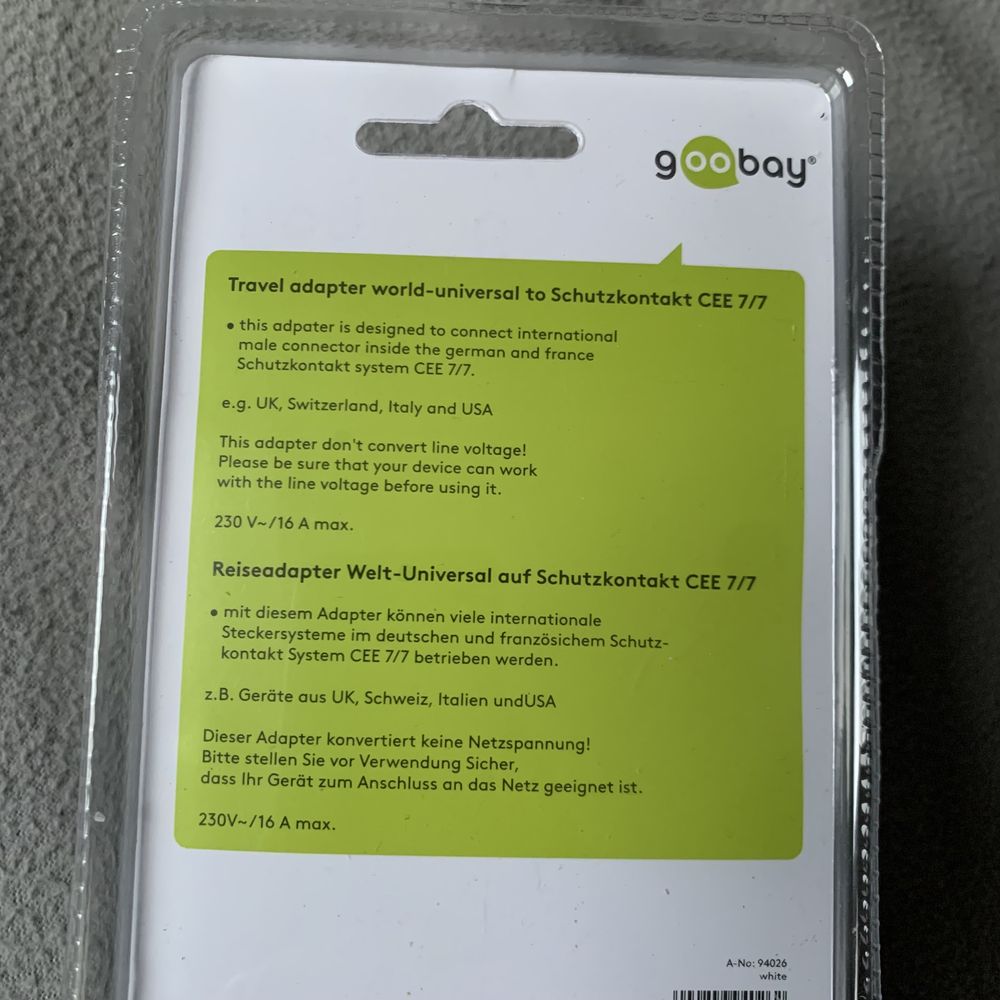 goobay®
Travel adapter world-universal to Schutzkontakt CEE 7/7
• this adpater is designed to connect international
male connector inside the german and france
Schutzkontakt system CEE 7/7.
e.g. UK, Switzerland, Italy and USA
This adapter don't convert line voltage!
Please be sure that your device can work
with the line voltage before using it.
230 V~/16 A max.
Reiseadapter Welt-Universal auf Schutzkontakt CEE 7/7
• mit diesem Adapter können viele internationale
Steckersysteme im deutschen und französichem Schutz-
kontakt System CEE 7/7 betrieben werden.
z.B. Geräte aus UK, Schweiz, Italien undUSA
Dieser Adapter konvertiert keine Netzspannung!
Bitte stellen Sie vor Verwendung Sicher,
dass Ihr Gerät zum Anschluss an das Netz geeignet ist.
230V~/16 A max.
A-No: 94026
white